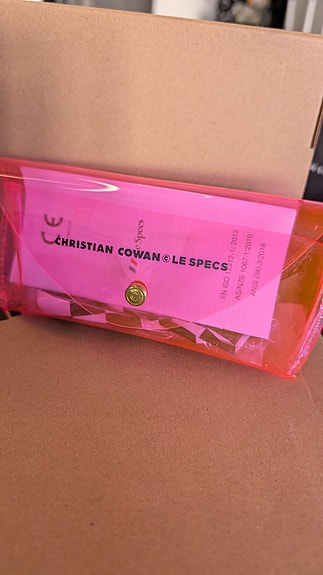 CHRISTIAN COWAN © LE SPECS
CE
Le Specs
EN ISO 12312-1:2013
AS/NZS 1067.1:2016
ANSI Z80.3:2018